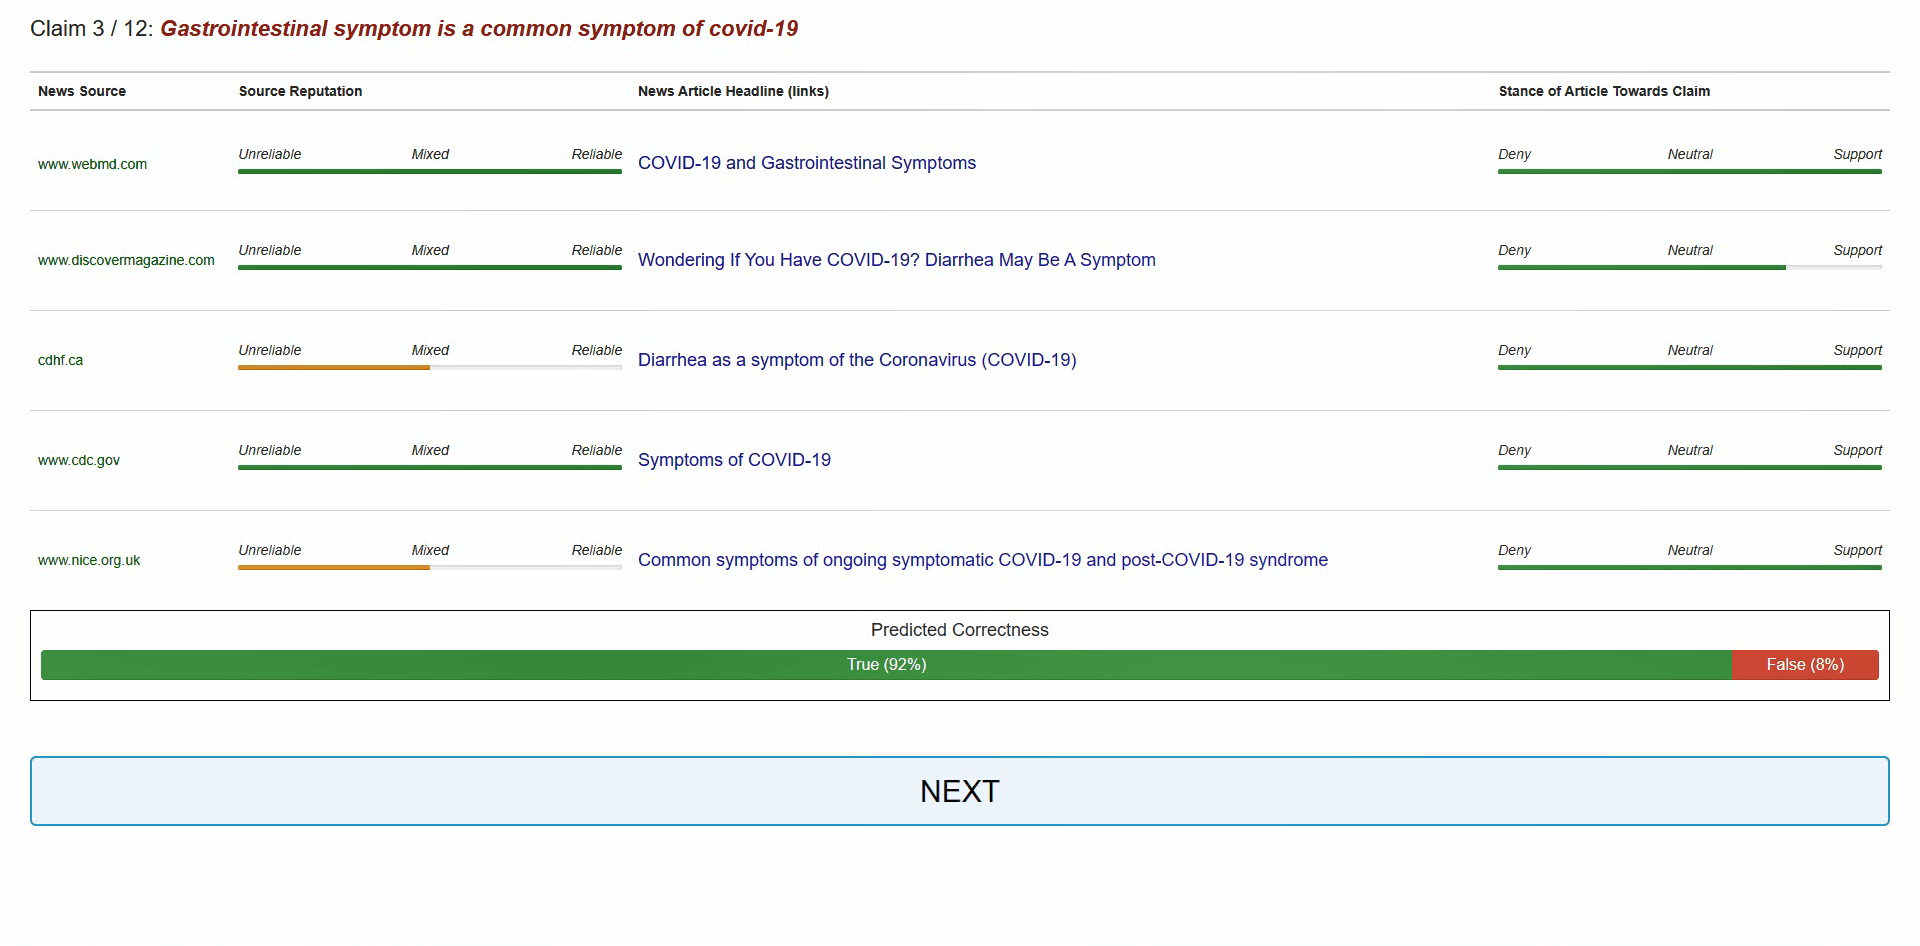 Claim 3 / 12: Gastrointestinal symptom is a common symptom of covid-19
News Source Source Reputation News Article Headline (links) Stance of Article Towards Claim
Unreliable Mixed Reliable Deny Neutral Support
www.webmd.com COVID-19 and Gastrointestinal Symptoms
Unreliable Mixed Reliable Deny Neutral Support
www.discovermagazine.com Wondering If You Have COVID-19? Diarrhea May Be A Symptom
Unreliable Mixed Reliable Deny Neutral Support
cdhf.ca Diarrhea as a symptom of the Coronavirus (COVID-19)
Unreliable Mixed Reliable Deny Neutral Support
www.cdc.gov Symptoms of COVID-19
Unreliable Mixed Reliable Deny Neutral Support
www.nice.org.uk Common symptoms of ongoing symptomatic COVID-19 and post-COVID-19 syndrome
Predicted Correctness
True (92%) False (8%)
NEXT